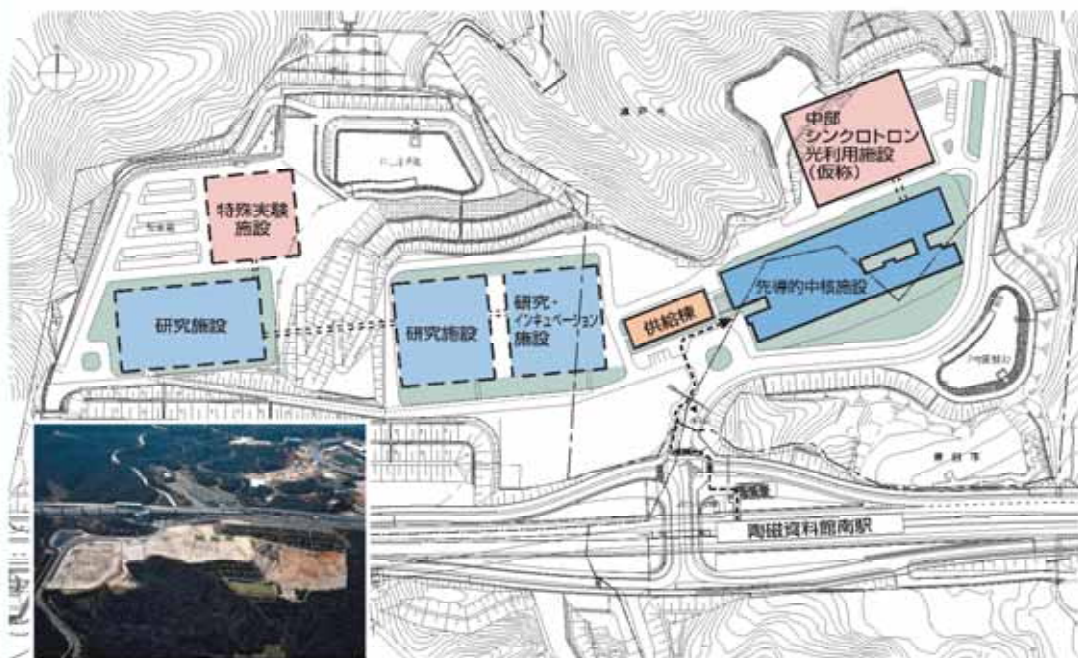 中部
シンクロトロン
光利用施設
(仮称)
特殊実験
施設
先導的中核施設
研究施設
研究施設
研究・
インキュベーション
施設
供給棟
陶磁資料館南駅